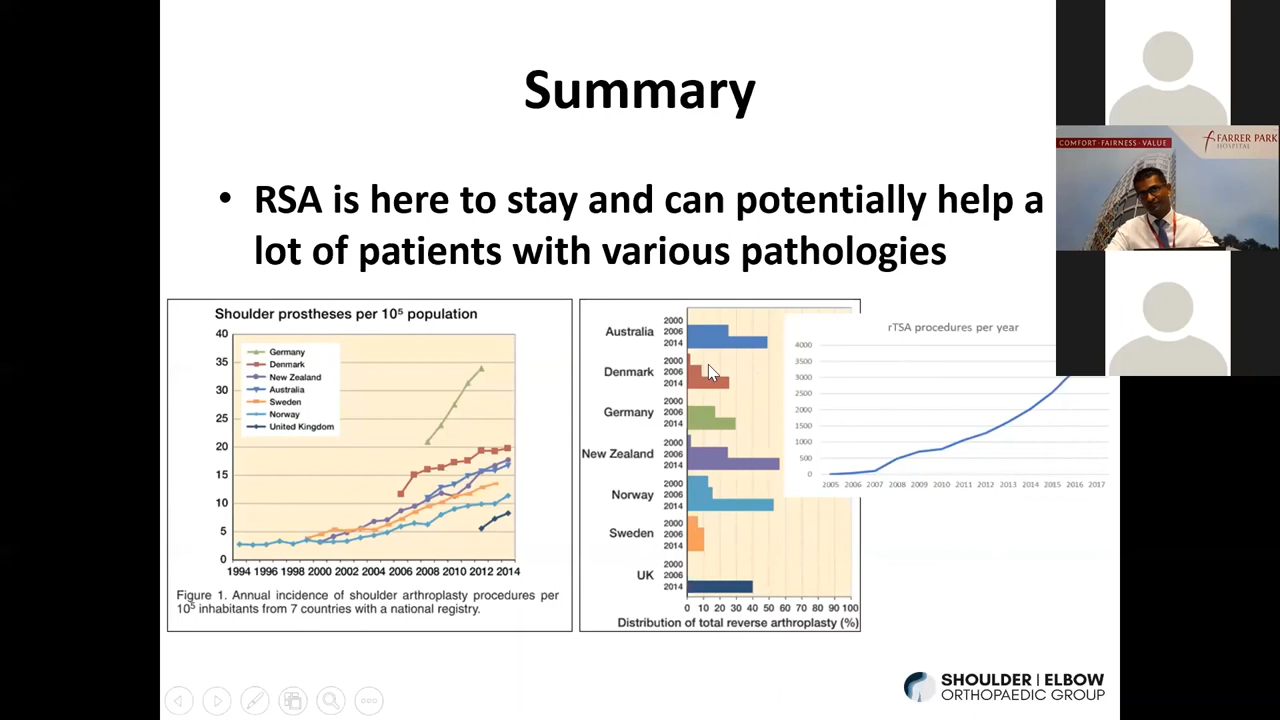 Summary
• RSA is here to stay and can potentially help a
lot of patients with various pathologies
COMFORT · FAIRNESS · VALUE
FARRER PARK
HOSPITAL
Shoulder prostheses per 10⁵ population
40
35
30
25
20
15
10
5
0
Germany
Denmark
New Zealand
Australia
Sweden
Norway
United Kingdom
1994 1996 1998 2000 2002 2004 2006 2008 2010 2012 2014
Figure 1. Annual incidence of shoulder arthroplasty procedures per
10⁵ inhabitants from 7 countries with a national registry.
2000
Australia 2006
2014
2000
Denmark 2006
2014
2000
Germany 2006
2014
2000
New Zealand 2006
2014
2000
Norway 2006
2014
2000
Sweden 2006
2014
2000
UK 2006
2014
0 10 20 30 40 50 60 70 80 90 100
Distribution of total reverse arthroplasty (%)
rTSA procedures per year
4000
3500
3000
2500
2000
1500
1000
500
0
2005 2006 2007 2008 2009 2010 2011 2012 2013 2014 2015 2016 2017
SHOULDER | ELBOW
ORTHOPAEDIC GROUP